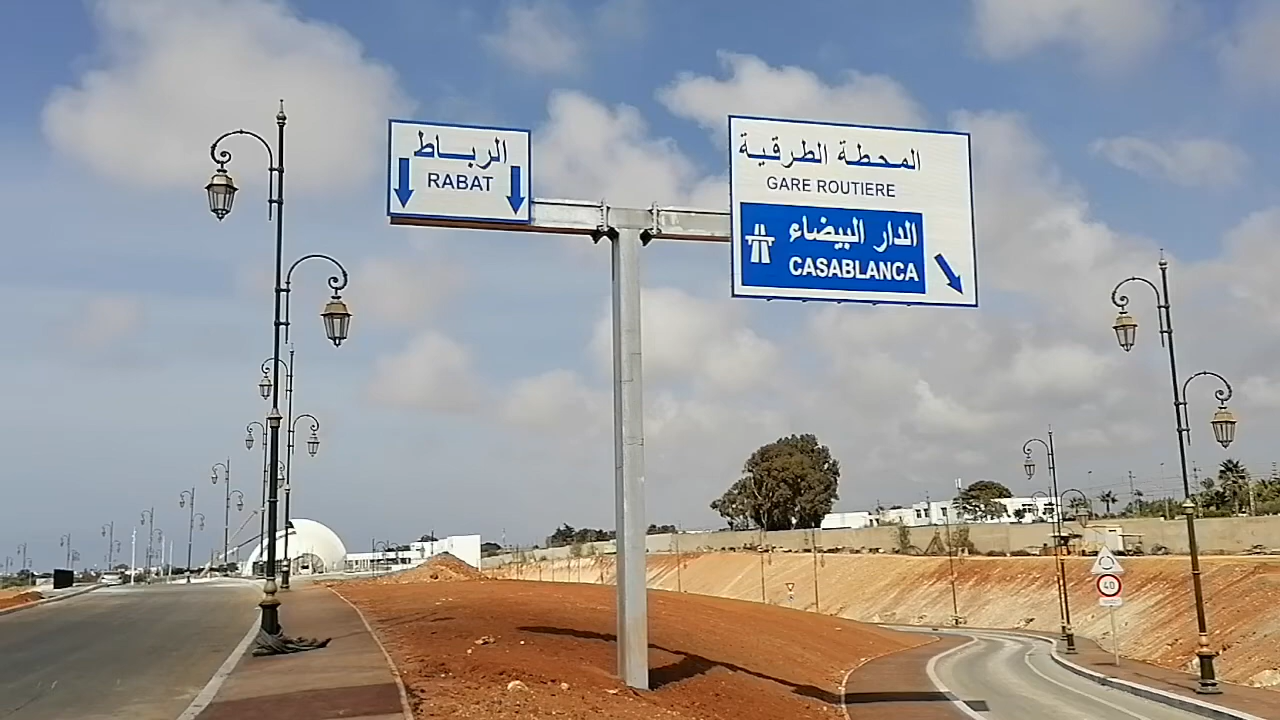 الرباط
RABAT
المحطة الطرقية
GARE ROUTIERE
الدار البيضاء
CASABLANCA
40